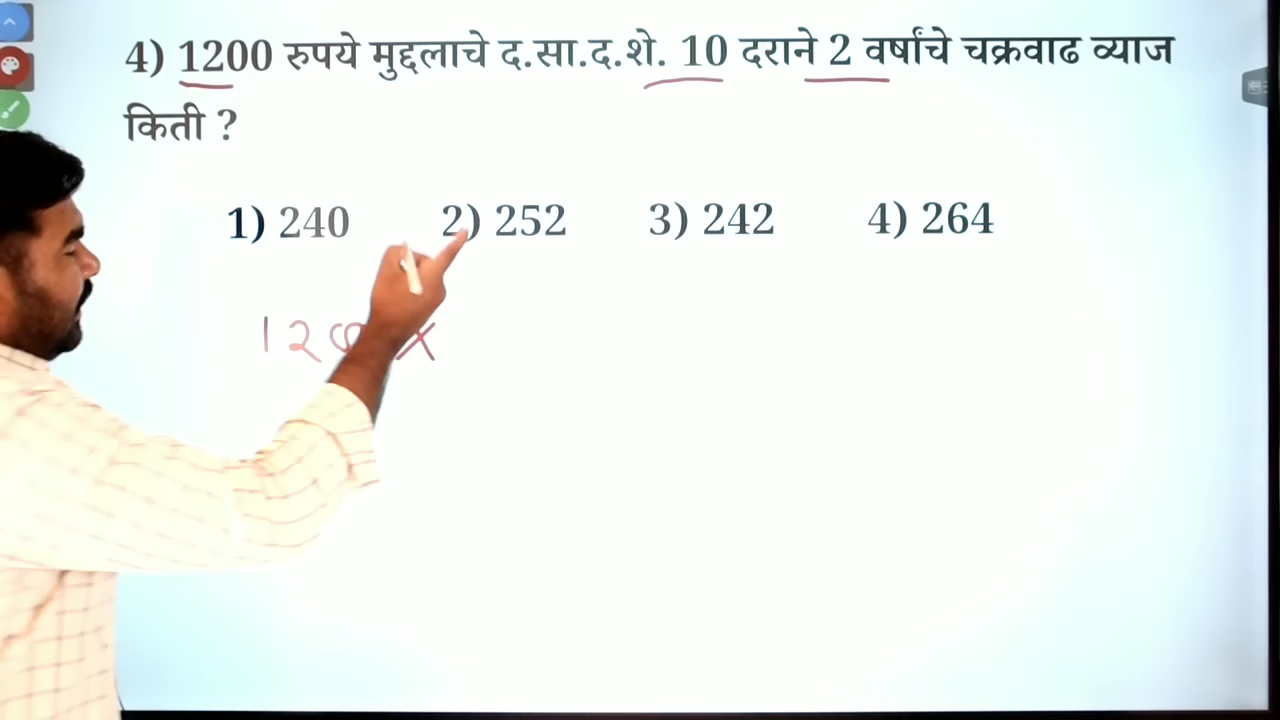 4) 1200 रुपये मुद्दलाचे द.सा.द.शे. 10 दराने 2 वर्षांचे चक्रवाढ व्याज
किती ?
1) 240 2) 252 3) 242 4) 264